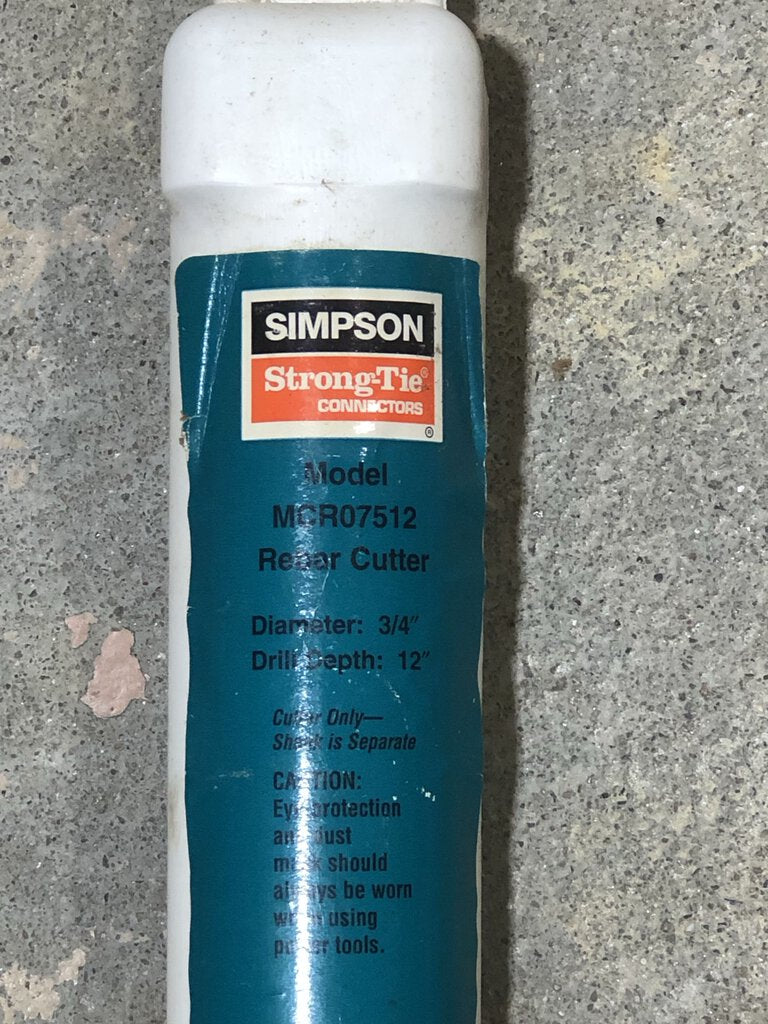 SIMPSON
Strong-Tie®
CONNECTORS
®
Model
MCR07512
Rebar Cutter
Diameter: 3/4"
Drill Depth: 12"
Cutter Only—
Shank is Separate
CAUTION:
Eye protection
and dust
mask should
always be worn
when using
power tools.